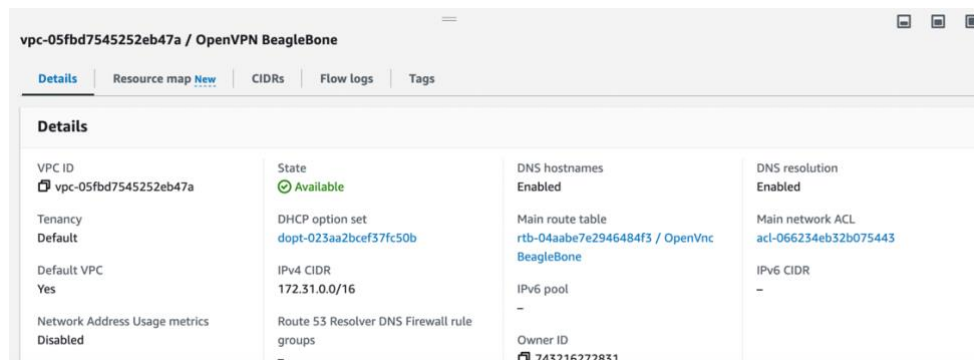 vpc-05fbd7545252eb47a / OpenVPN BeagleBone
Details
Resource map New
CIDRs
Flow logs
Tags
Details
VPC ID
vpc-05fbd7545252eb47a
State
Available
DNS hostnames
Enabled
DNS resolution
Enabled
Tenancy
Default
DHCP option set
dopt-023aa2bcef37fc50b
Main route table
rtb-04aabe7e2946484f3 / OpenVnc
BeagleBone
Main network ACL
acl-066234eb32b075443
Default VPC
Yes
IPv4 CIDR
172.31.0.0/16
IPv6 pool
–
IPv6 CIDR
–
Network Address Usage metrics
Disabled
Route 53 Resolver DNS Firewall rule
groups
–
Owner ID
743216272831